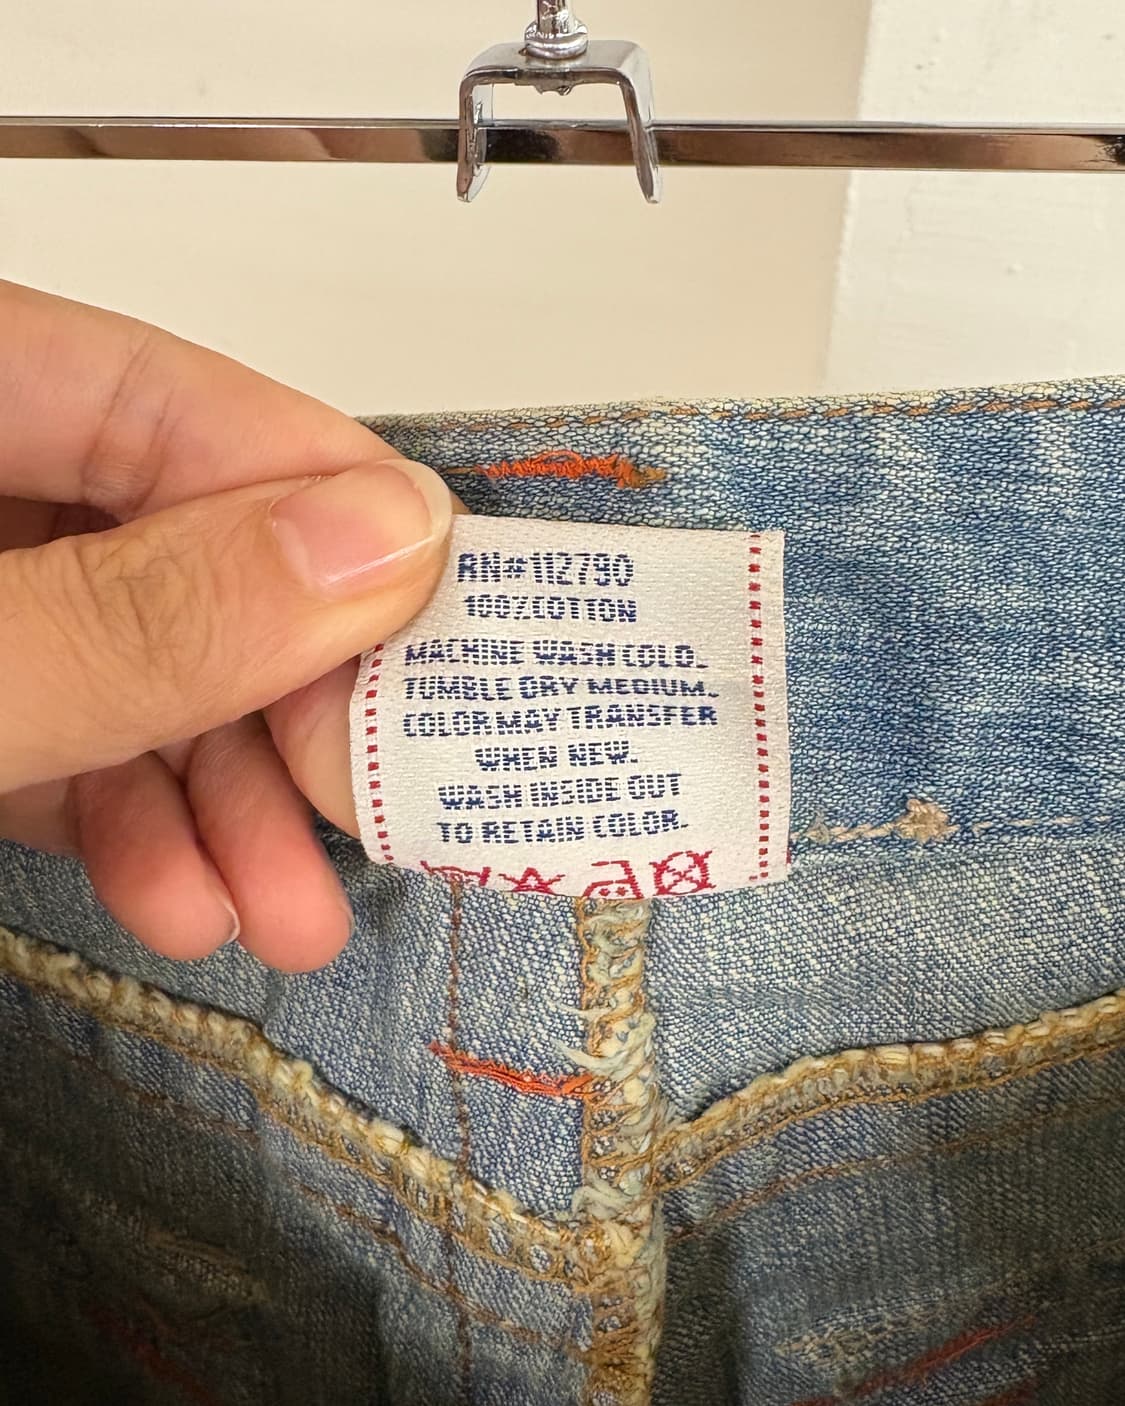 RN#112790
100% COTTON
MACHINE WASH COLD.
TUMBLE DRY MEDIUM.
COLOR MAY TRANSFER
WHEN NEW.
WASH INSIDE OUT
TO RETAIN COLOR.